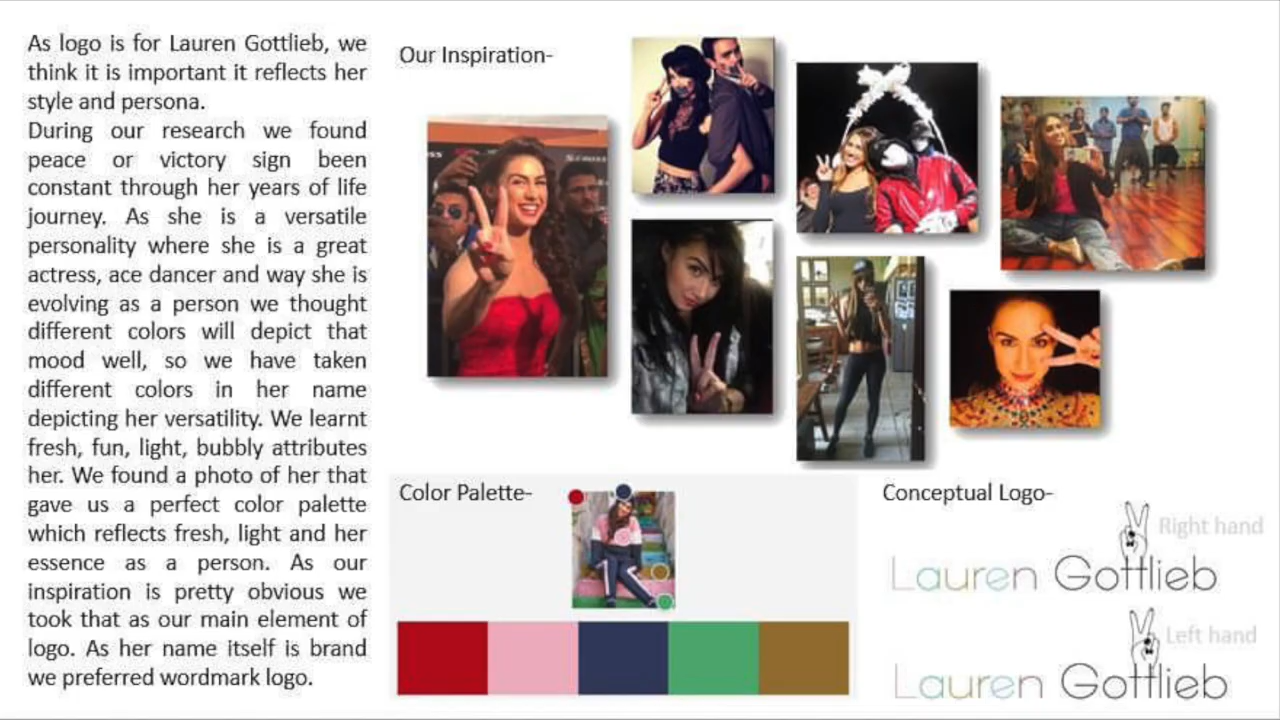 As logo is for Lauren Gottlieb, we
think it is important it reflects her
style and persona.
During our research we found
peace or victory sign been
constant through her years of life
journey. As she is a versatile
personality where she is a great
actress, ace dancer and way she is
evolving as a person we thought
different colors will depict that
mood well, so we have taken
different colors in her name
depicting her versatility. We learnt
fresh, fun, light, bubbly attributes
her. We found a photo of her that
gave us a perfect color palette
which reflects fresh, light and her
essence as a person. As our
inspiration is pretty obvious we
took that as our main element of
logo. As her name itself is brand
we preferred wordmark logo.
Our Inspiration-
Color Palette-
Conceptual Logo-
Right hand
Lauren Gottlieb
Left hand
Lauren Gottlieb